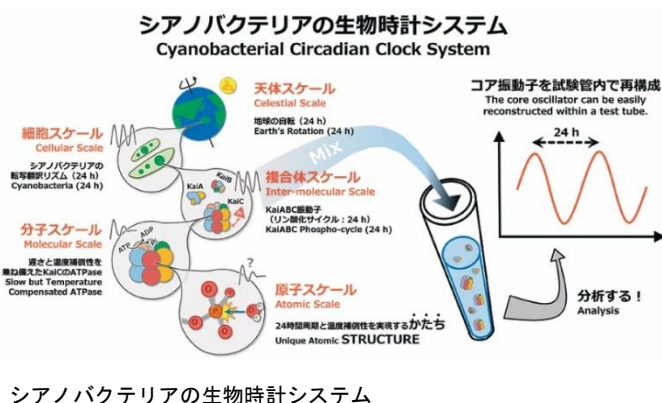 シアノバクテリアの生物時計システム
Cyanobacterial Circadian Clock System
天体スケール
Celestial Scale
地球の自転 (24 h)
Earth's Rotation (24 h)
細胞スケール
Cellular Scale
シアノバクテリアの
転写翻訳リズム (24 h)
Cyanobacteria (24 h)
KaiA
KaiB
KaiC
複合体スケール
Inter-molecular Scale
KaiABC振動子
(リン酸化サイクル：24 h)
KaiABC Phospho-cycle (24 h)
分子スケール
Molecular Scale
遅さと温度補償性を
兼ね備えたKaiCのATPase
Slow but Temperature
Compensated ATPase
ATP
ADP
Pi
?
原子スケール
Atomic Scale
24時間周期と温度補償性を実現するかたち
Unique Atomic STRUCTURE
P
O
O
O
O
H
H
Mix
コア振動子を試験管内で再構成
The core oscillator can be easily
reconstructed within a test tube.
24 h
分析する！
Analysis
シアノバクテリアの生物時計システム